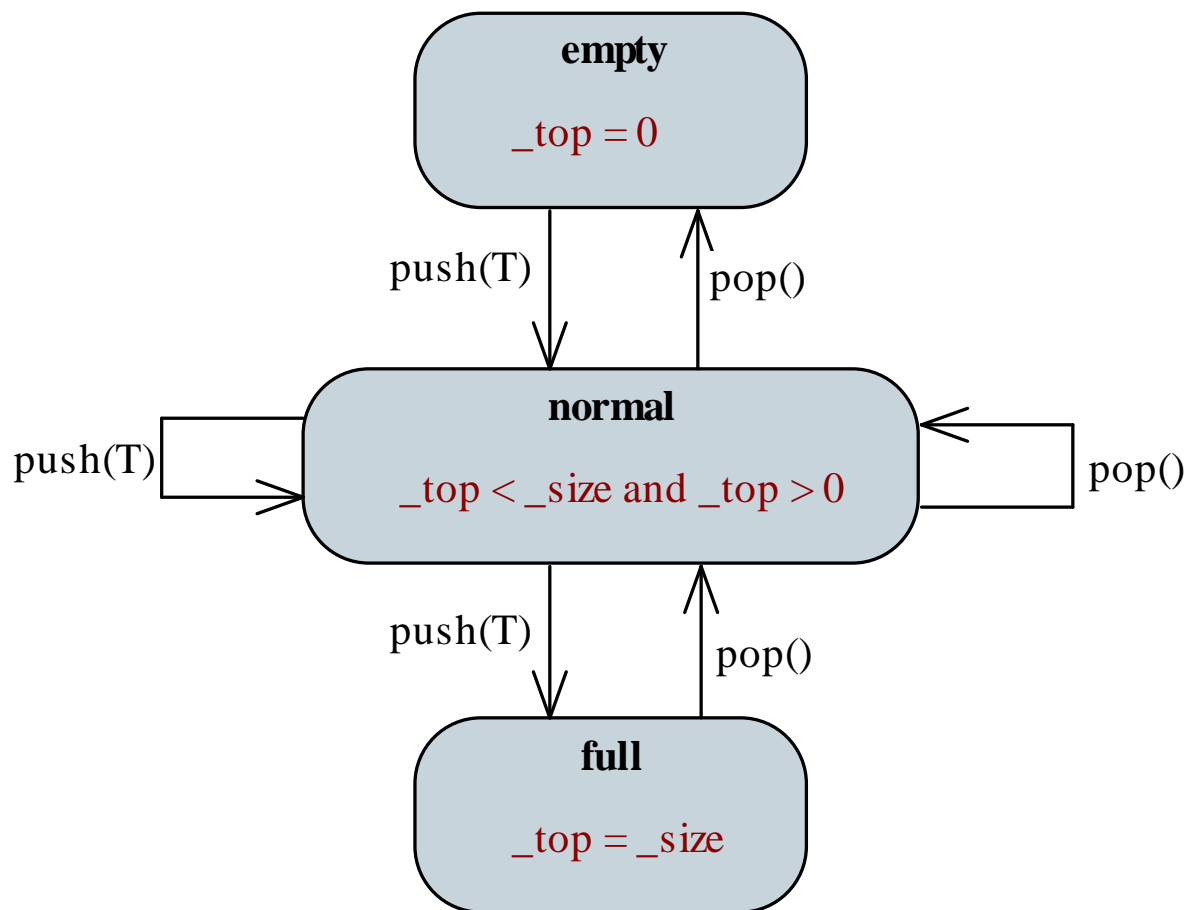 empty
_top = 0
push(T)
pop()
normal
_top < _size and _top > 0
push(T)
pop()
push(T)
pop()
full
_top = _size